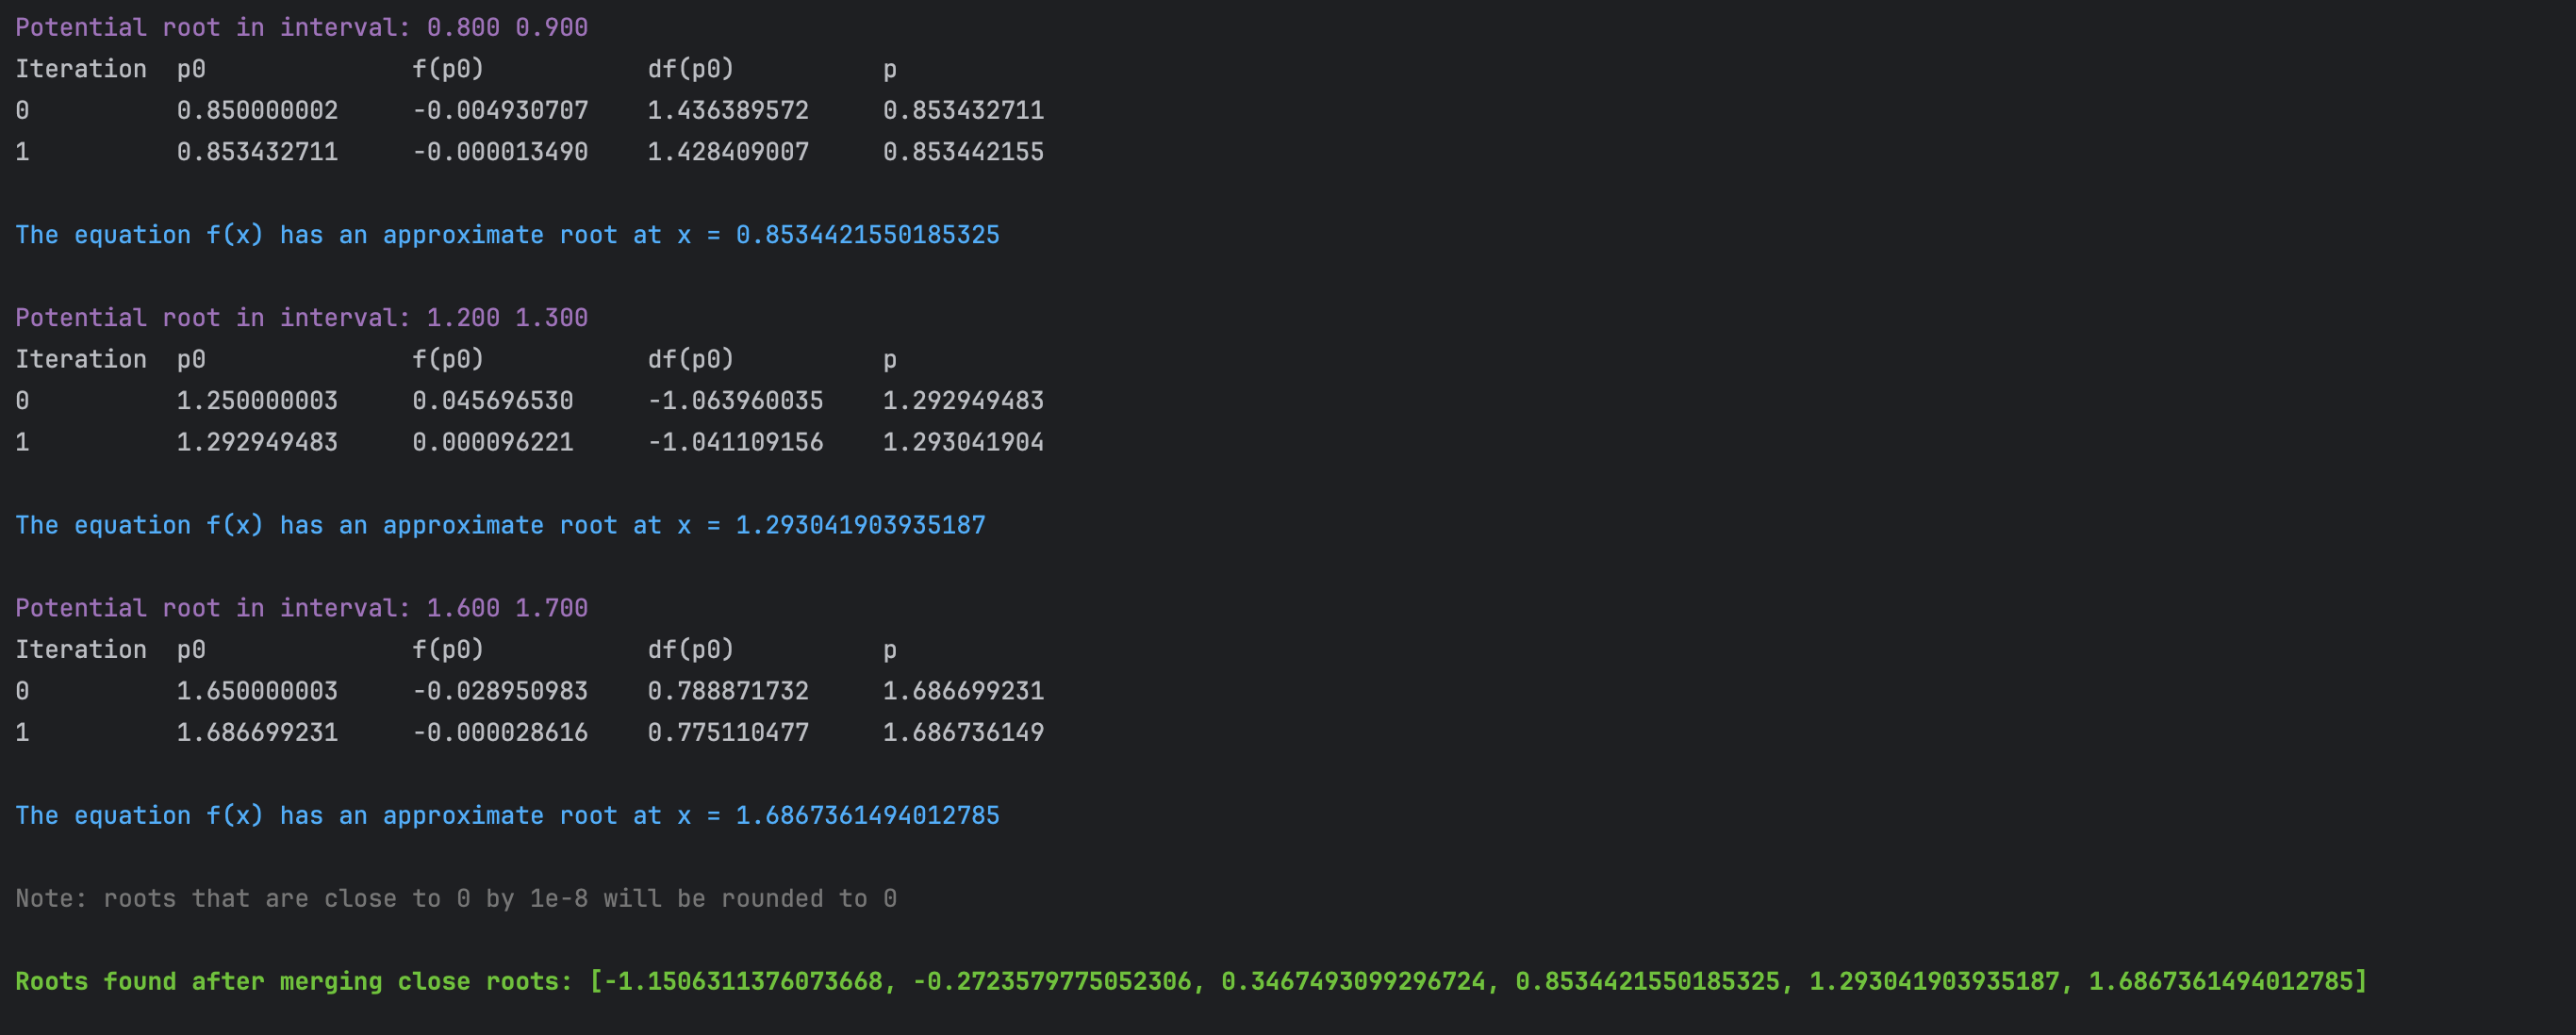 Potential root in interval: 0.800 0.900
Iteration  p0              f(p0)           df(p0)          p
0          0.850000002     -0.004930707    1.436389572     0.853432711
1          0.853432711     -0.000013490    1.428409007     0.853442155
The equation f(x) has an approximate root at x = 0.8534421550185325
Potential root in interval: 1.200 1.300
Iteration  p0              f(p0)           df(p0)          p
0          1.250000003     0.045696530     -1.063960035    1.292949483
1          1.292949483     0.000096221     -1.041109156    1.293041904
The equation f(x) has an approximate root at x = 1.293041903935187
Potential root in interval: 1.600 1.700
Iteration  p0              f(p0)           df(p0)          p
0          1.650000003     -0.028950983    0.788871732     1.686699231
1          1.686699231     -0.000028616    0.775110477     1.686736149
The equation f(x) has an approximate root at x = 1.6867361494012785
Note: roots that are close to 0 by 1e-8 will be rounded to 0
Roots found after merging close roots: [-1.1506311376073668, -0.2723579775052306, 0.3467493099296724, 0.8534421550185325, 1.293041903935187, 1.6867361494012785]